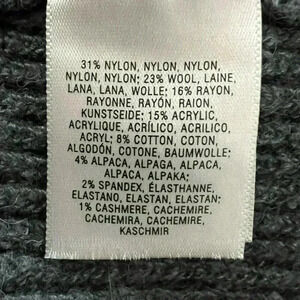 31% NYLON, NYLON, NYLON,
NYLON, NYLON; 23% WOOL, LAINE,
LANA, LANA, WOLLE; 16% RAYON,
RAYONNE, RAYÓN, RAION,
KUNSTSEIDE; 15% ACRYLIC,
ACRYLIQUE, ACRÍLICO, ACRILICO,
ACRYL; 8% COTTON, COTON,
ALGODÓN, COTONE, BAUMWOLLE;
4% ALPACA, ALPAGA, ALPACA,
ALPACA, ALPAKA;
2% SPANDEX, ÉLASTHANNE,
ELASTANO, ELASTAN, ELASTAN;
1% CASHMERE, CACHEMIRE,
CACHEMIRA, CACHEMIRE,
KASCHMIR